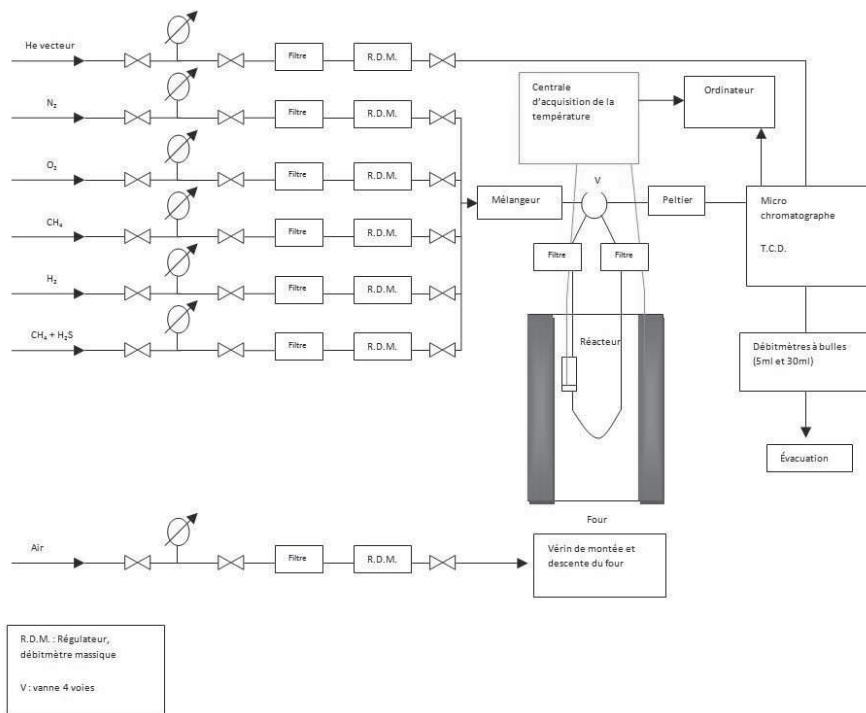 He vecteur
Filtre
R.D.M.
N₂
Filtre
R.D.M.
O₂
Filtre
R.D.M.
CH₄
Filtre
R.D.M.
H₂
Filtre
R.D.M.
CH₄ + H₂S
Filtre
R.D.M.
Mélangeur
Centrale
d'acquisition de la
température
Ordinateur
V
Peltier
Micro
chromatographe
T.C.D.
Filtre
Filtre
Réacteur
Débitmètres à bulles
(5ml et 30ml)
Évacuation
Four
Air
Filtre
R.D.M.
Vérin de montée et
descente du four
R.D.M. : Régulateur,
débitmètre massique
V : vanne 4 voies